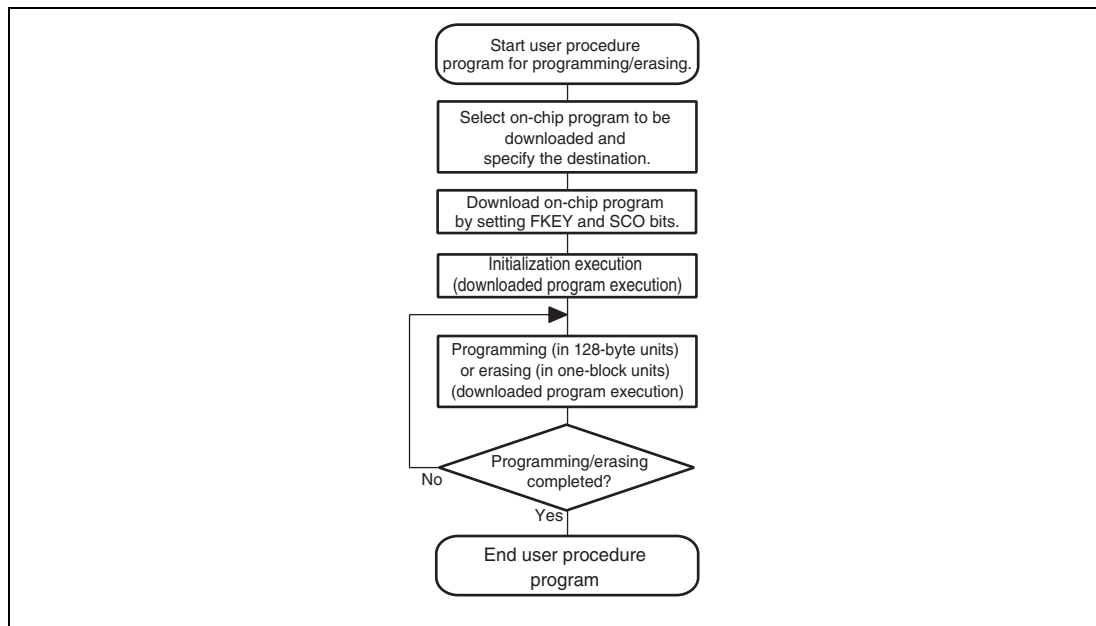 Start user procedure
program for programming/erasing.
Select on-chip program to be
downloaded and
specify the destination.
Download on-chip program
by setting FKEY and SCO bits.
Initialization execution
(downloaded program execution)
Programming (in 128-byte units)
or erasing (in one-block units)
(downloaded program execution)
Programming/erasing
completed?
No
Yes
End user procedure
program